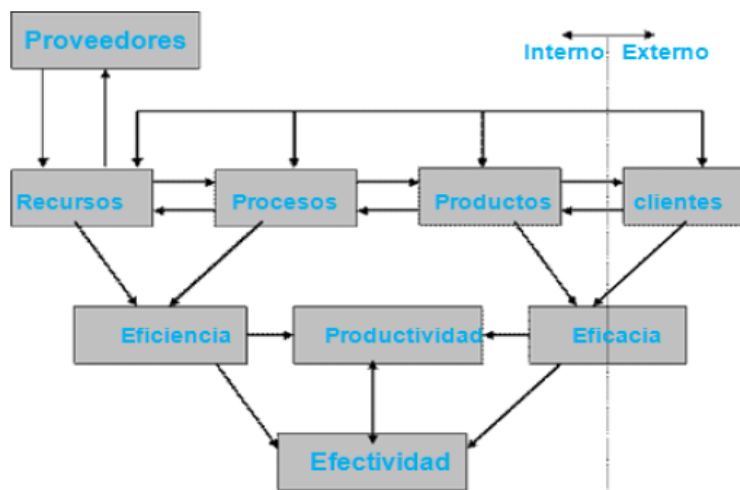 Proveedores
Interno Externo
Recursos Procesos Productos clientes
Eficiencia Productividad Eficacia
Efectividad